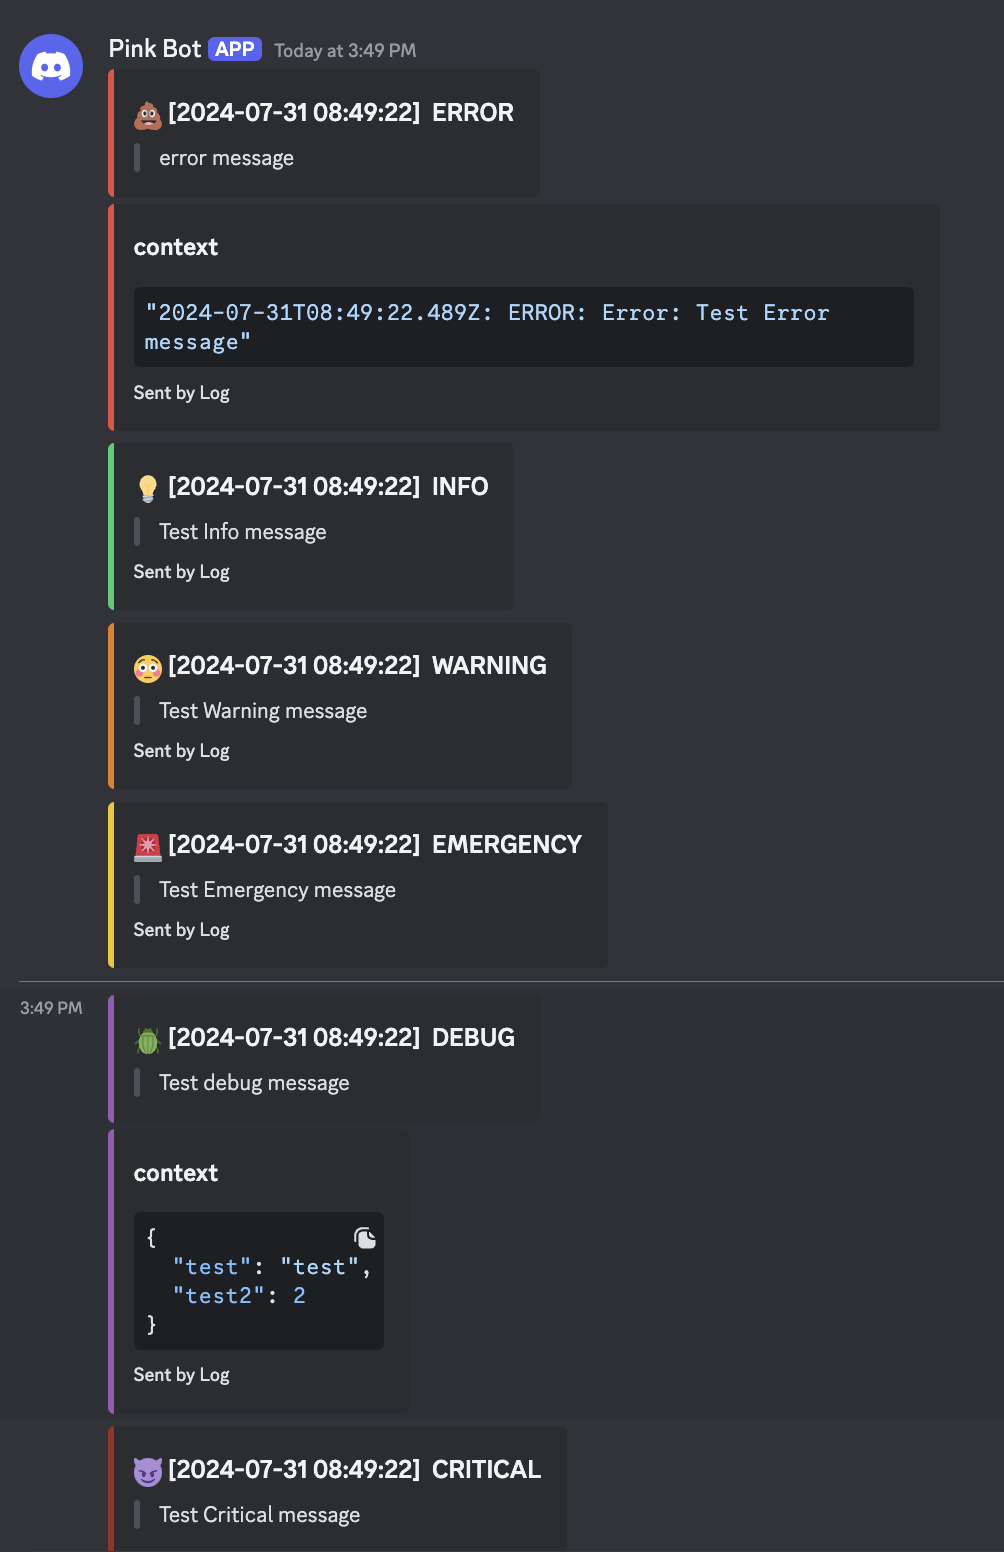 Pink Bot APP Today at 3:49 PM
[2024-07-31 08:49:22] ERROR
error message
context
"2024-07-31T08:49:22.489Z: ERROR: Error: Test Error
message"
Sent by Log
[2024-07-31 08:49:22] INFO
Test Info message
Sent by Log
[2024-07-31 08:49:22] WARNING
Test Warning message
Sent by Log
[2024-07-31 08:49:22] EMERGENCY
Test Emergency message
Sent by Log
3:49 PM
[2024-07-31 08:49:22] DEBUG
Test debug message
context
{
"test": "test",
"test2": 2
}
Sent by Log
[2024-07-31 08:49:22] CRITICAL
Test Critical message